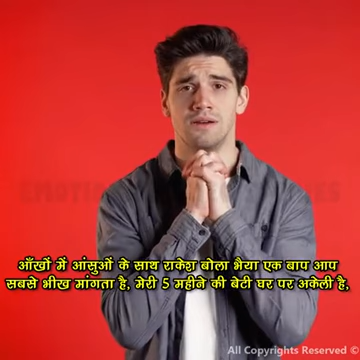 आँखों में आंसुओं के साथ राकेश बोला भैया एक बाप आप
सबसे भीख मांगता है, मेरी 5 महीने की बेटी घर पर अकेली है,
All Copyrights Reserved ©